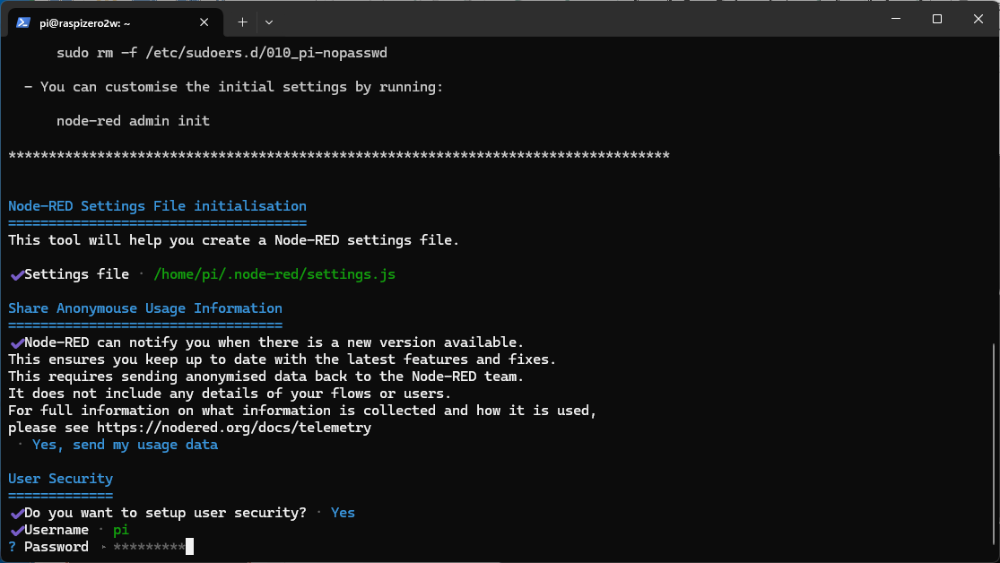 pi@raspizero2w: ~
sudo rm -f /etc/sudoers.d/010_pi-nopasswd
- You can customise the initial settings by running:
node-red admin init
**********************************************************************************
Node-RED Settings File initialisation
=====================================
This tool will help you create a Node-RED settings file.
✔Settings file · /home/pi/.node-red/settings.js
Share Anonymouse Usage Information
==================================
✔Node-RED can notify you when there is a new version available.
This ensures you keep up to date with the latest features and fixes.
This requires sending anonymised data back to the Node-RED team.
It does not include any details of your flows or users.
For full information on what information is collected and how it is used,
please see https://nodered.org/docs/telemetry
· Yes, send my usage data
User Security
=============
✔Do you want to setup user security? · Yes
✔Username · pi
? Password ▸ *********